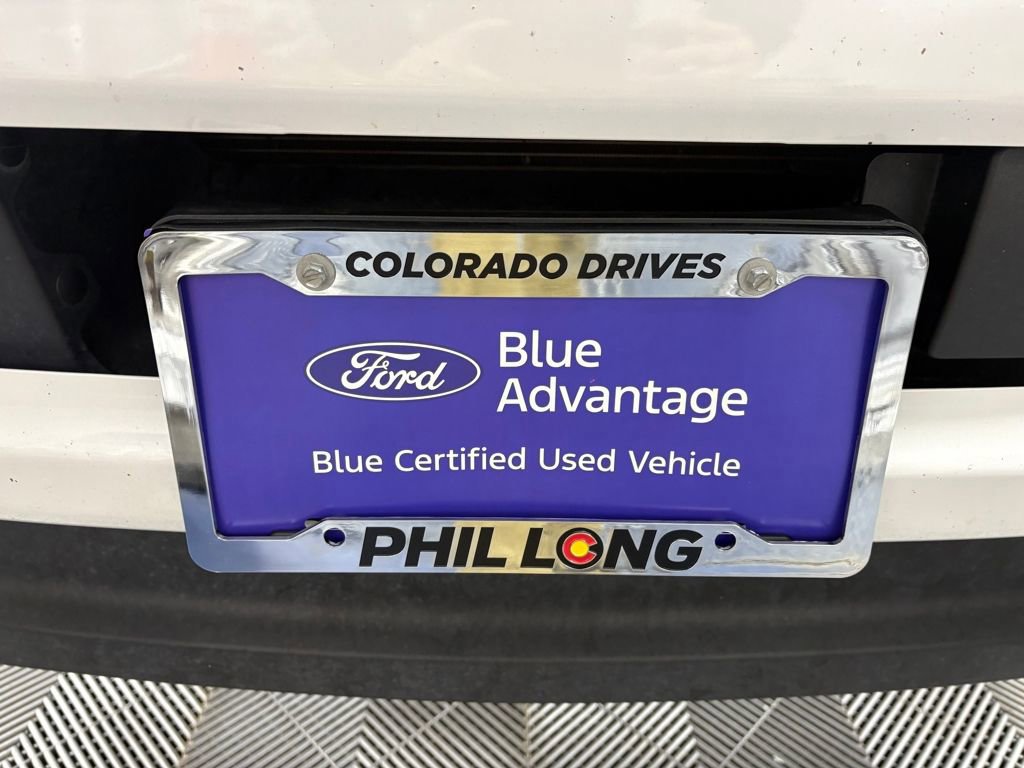 COLORADO DRIVES
Ford
Blue
Advantage
Blue Certified Used Vehicle
PHIL LONG